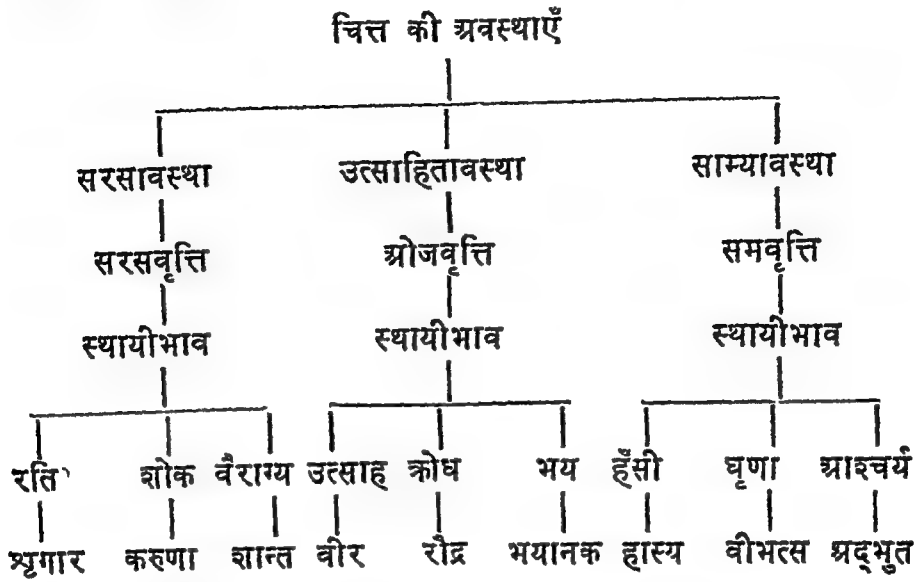 चित्त की अवस्थाएँ
सरसावस्था उत्साहितावस्था साम्यावस्था
सरसवृत्ति ओजवृत्ति समवृत्ति
स्थायीभाव स्थायीभाव स्थायीभाव
रति शोक वैराग्य उत्साह क्रोध भय हँसी घृणा आश्चर्य
शृगार करुणा शान्त वोर रौद्र भयानक हास्य वीभत्स अद्भुत